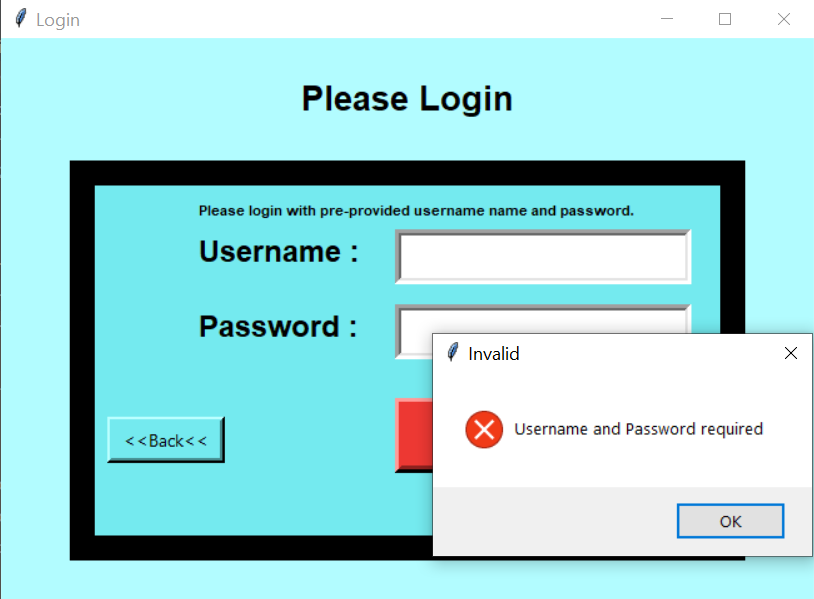 Login
Please Login
Please login with pre-provided username name and password.
Username :
Password :
<<Back<<
Invalid
Username and Password required
OK